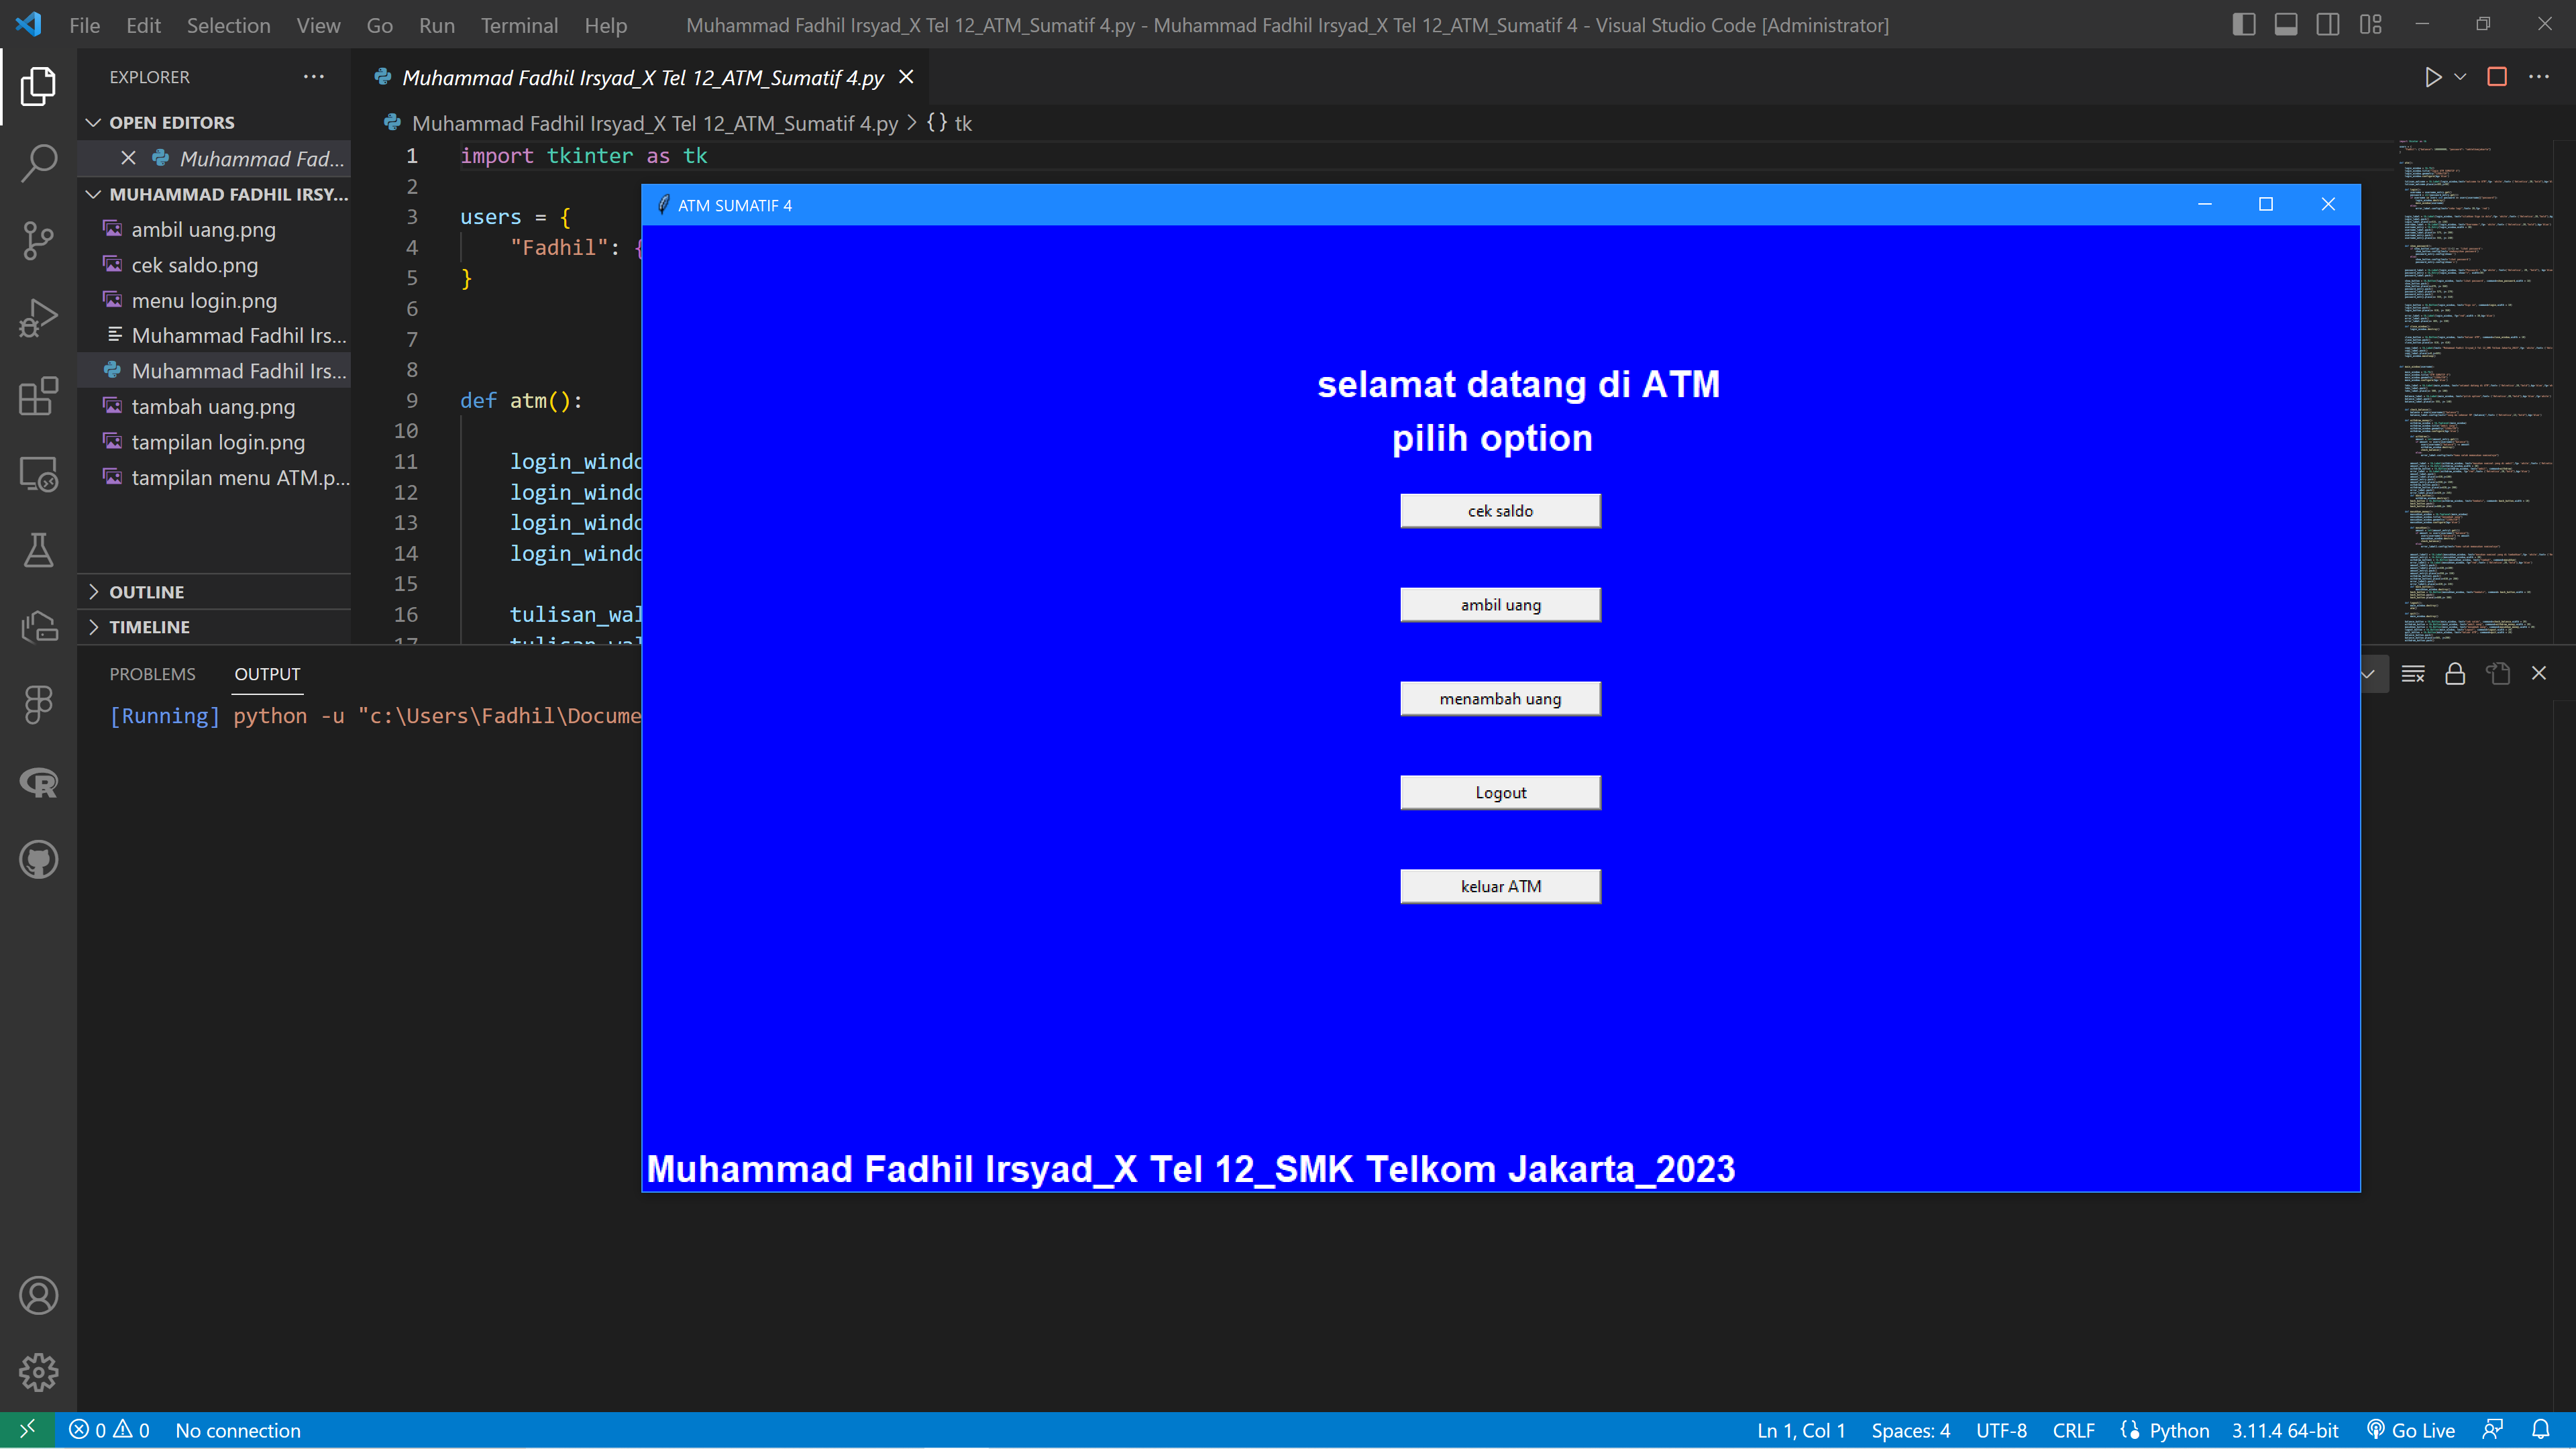 File Edit Selection View Go Run Terminal Help
Muhammad Fadhil Irsyad_X Tel 12_ATM_Sumatif 4.py - Muhammad Fadhil Irsyad_X Tel 12_ATM_Sumatif 4 - Visual Studio Code [Administrator]
EXPLORER
OPEN EDITORS
Muhammad Fad...
MUHAMMAD FADHIL IRSY...
ambil uang.png
cek saldo.png
menu login.png
Muhammad Fadhil Irs...
Muhammad Fadhil Irs...
tambah uang.png
tampilan login.png
tampilan menu ATM.p...
OUTLINE
TIMELINE
Muhammad Fadhil Irsyad_X Tel 12_ATM_Sumatif 4.py
Muhammad Fadhil Irsyad_X Tel 12_ATM_Sumatif 4.py > {} tk
1 import tkinter as tk
2
3 users = {
4 "Fadhil": {
5 }
6
7
8
9 def atm():
10
11 login_windo
12 login_windo
13 login_windo
14 login_windo
15
16 tulisan_wal
17 tulisan_wal
ATM SUMATIF 4
selamat datang di ATM
pilih option
cek saldo
ambil uang
menambah uang
Logout
keluar ATM
Muhammad Fadhil Irsyad_X Tel 12_SMK Telkom Jakarta_2023
PROBLEMS OUTPUT
[Running] python -u "c:\Users\Fadhil\Docume
0 0 No connection
Ln 1, Col 1 Spaces: 4 UTF-8 CRLF Python 3.11.4 64-bit Go Live